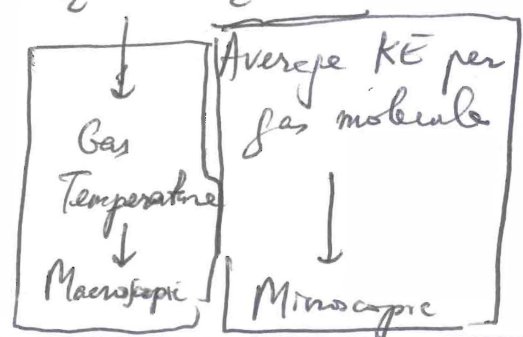 Average KE per
gas molecule
Gas
Temperature
Macroscopic
Microscopic